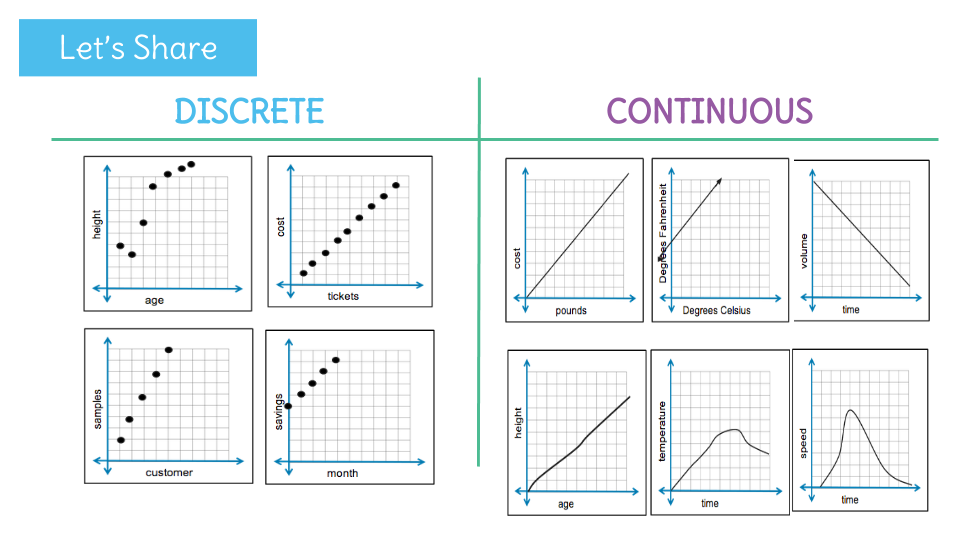 Let's Share
DISCRETE
CONTINUOUS
height
age
cost
tickets
samples
customer
savings
month
cost
pounds
Degrees Fahrenheit
Degrees Celsius
volume
time
height
age
temperature
time
speed
time